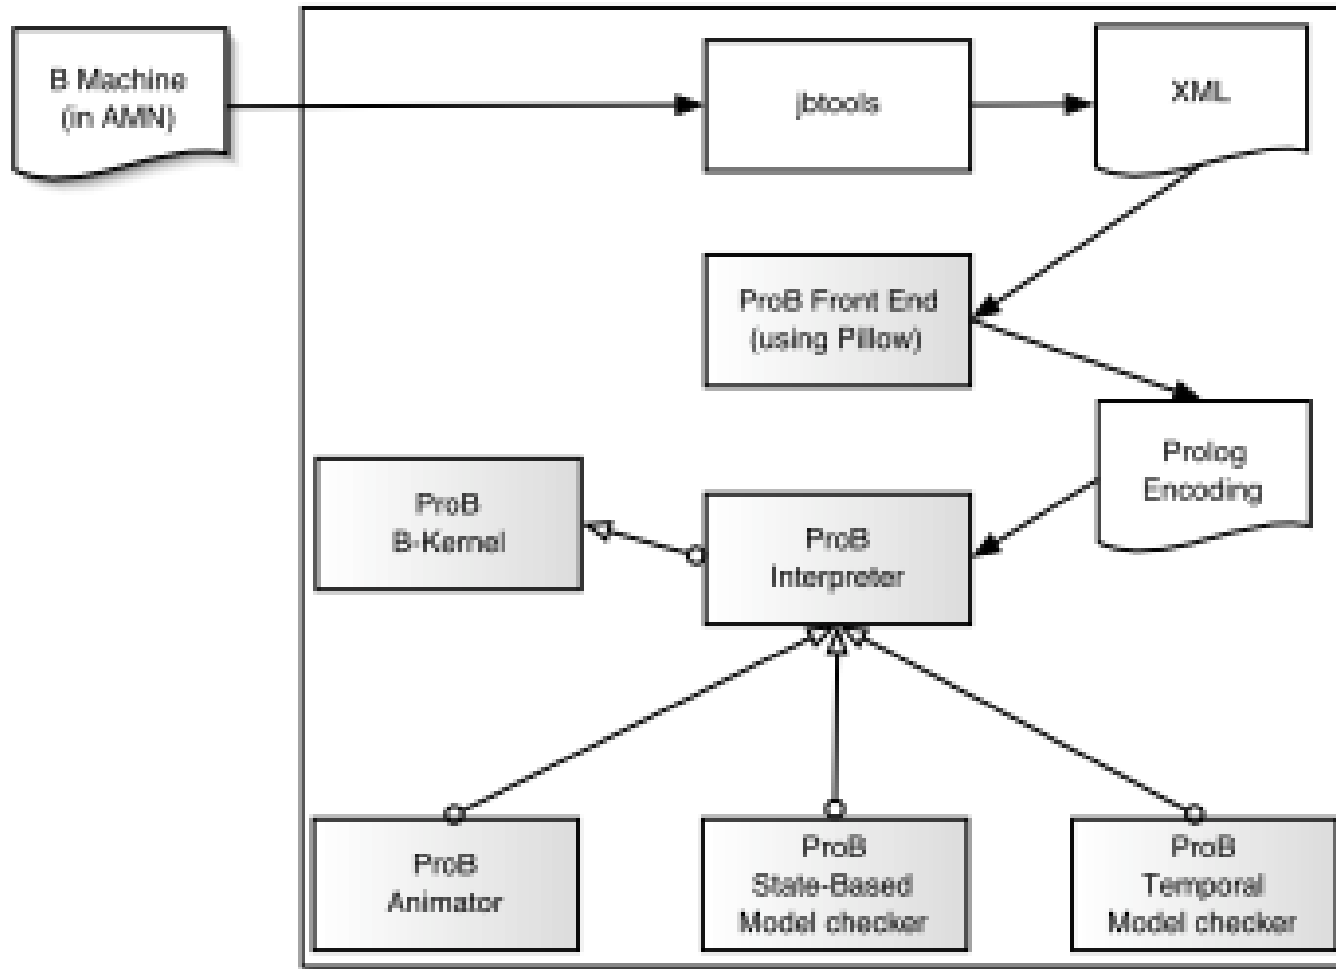 B Machine
(in AMN)
jbtools
XML
ProB Front End
(using Pillow)
Prolog
Encoding
ProB
B-Kernel
ProB
Interpreter
ProB
Animator
ProB
State-Based
Model checker
ProB
Temporal
Model checker